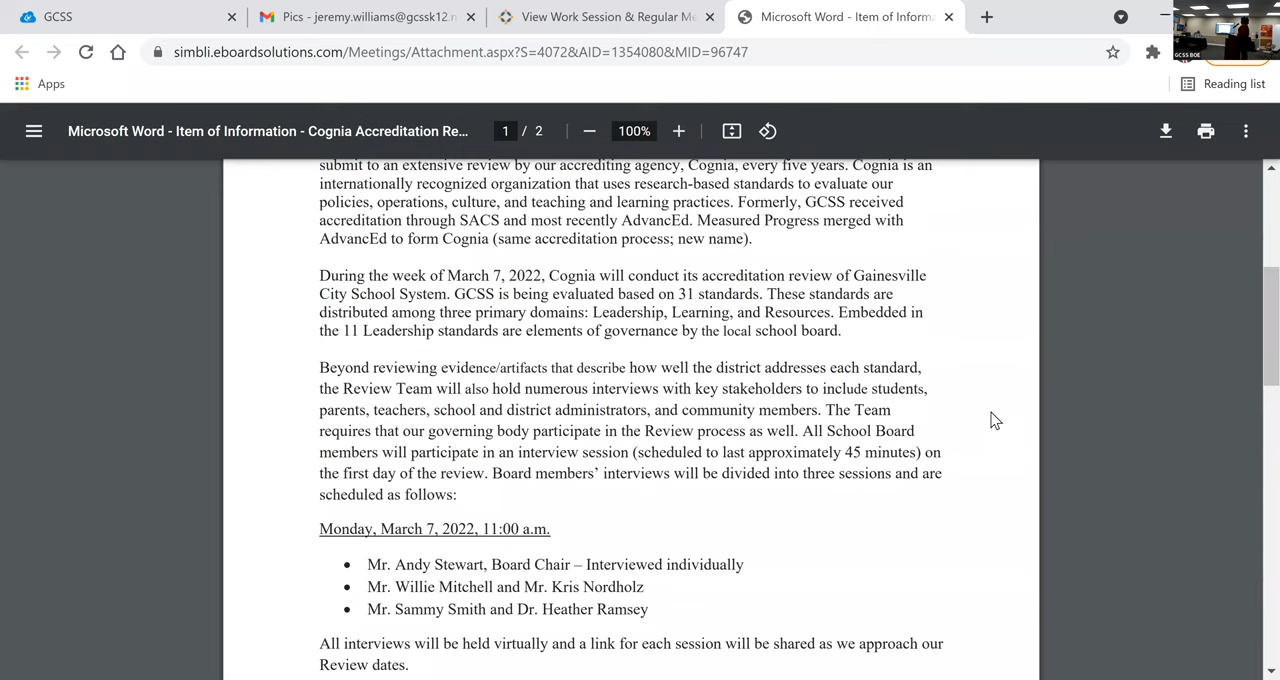 GCSS
Pics - jeremy.williams@gcssk12.n
View Work Session & Regular Me
Microsoft Word - Item of Informa
simbli.eboardsolutions.com/Meetings/Attachment.aspx?S=4072&AID=1354080&MID=96747
GCSS BOE
Apps
Reading list
Microsoft Word - Item of Information - Cognia Accreditation Re...
1 / 2
100%
submit to an extensive review by our accrediting agency, Cognia, every five years. Cognia is an
internationally recognized organization that uses research-based standards to evaluate our
policies, operations, culture, and teaching and learning practices. Formerly, GCSS received
accreditation through SACS and most recently AdvancEd. Measured Progress merged with
AdvancEd to form Cognia (same accreditation process; new name).
During the week of March 7, 2022, Cognia will conduct its accreditation review of Gainesville
City School System. GCSS is being evaluated based on 31 standards. These standards are
distributed among three primary domains: Leadership, Learning, and Resources. Embedded in
the 11 Leadership standards are elements of governance by the local school board.
Beyond reviewing evidence/artifacts that describe how well the district addresses each standard,
the Review Team will also hold numerous interviews with key stakeholders to include students,
parents, teachers, school and district administrators, and community members. The Team
requires that our governing body participate in the Review process as well. All School Board
members will participate in an interview session (scheduled to last approximately 45 minutes) on
the first day of the review. Board members’ interviews will be divided into three sessions and are
scheduled as follows:
Monday, March 7, 2022, 11:00 a.m.
• Mr. Andy Stewart, Board Chair – Interviewed individually
• Mr. Willie Mitchell and Mr. Kris Nordholz
• Mr. Sammy Smith and Dr. Heather Ramsey
All interviews will be held virtually and a link for each session will be shared as we approach our
Review dates.